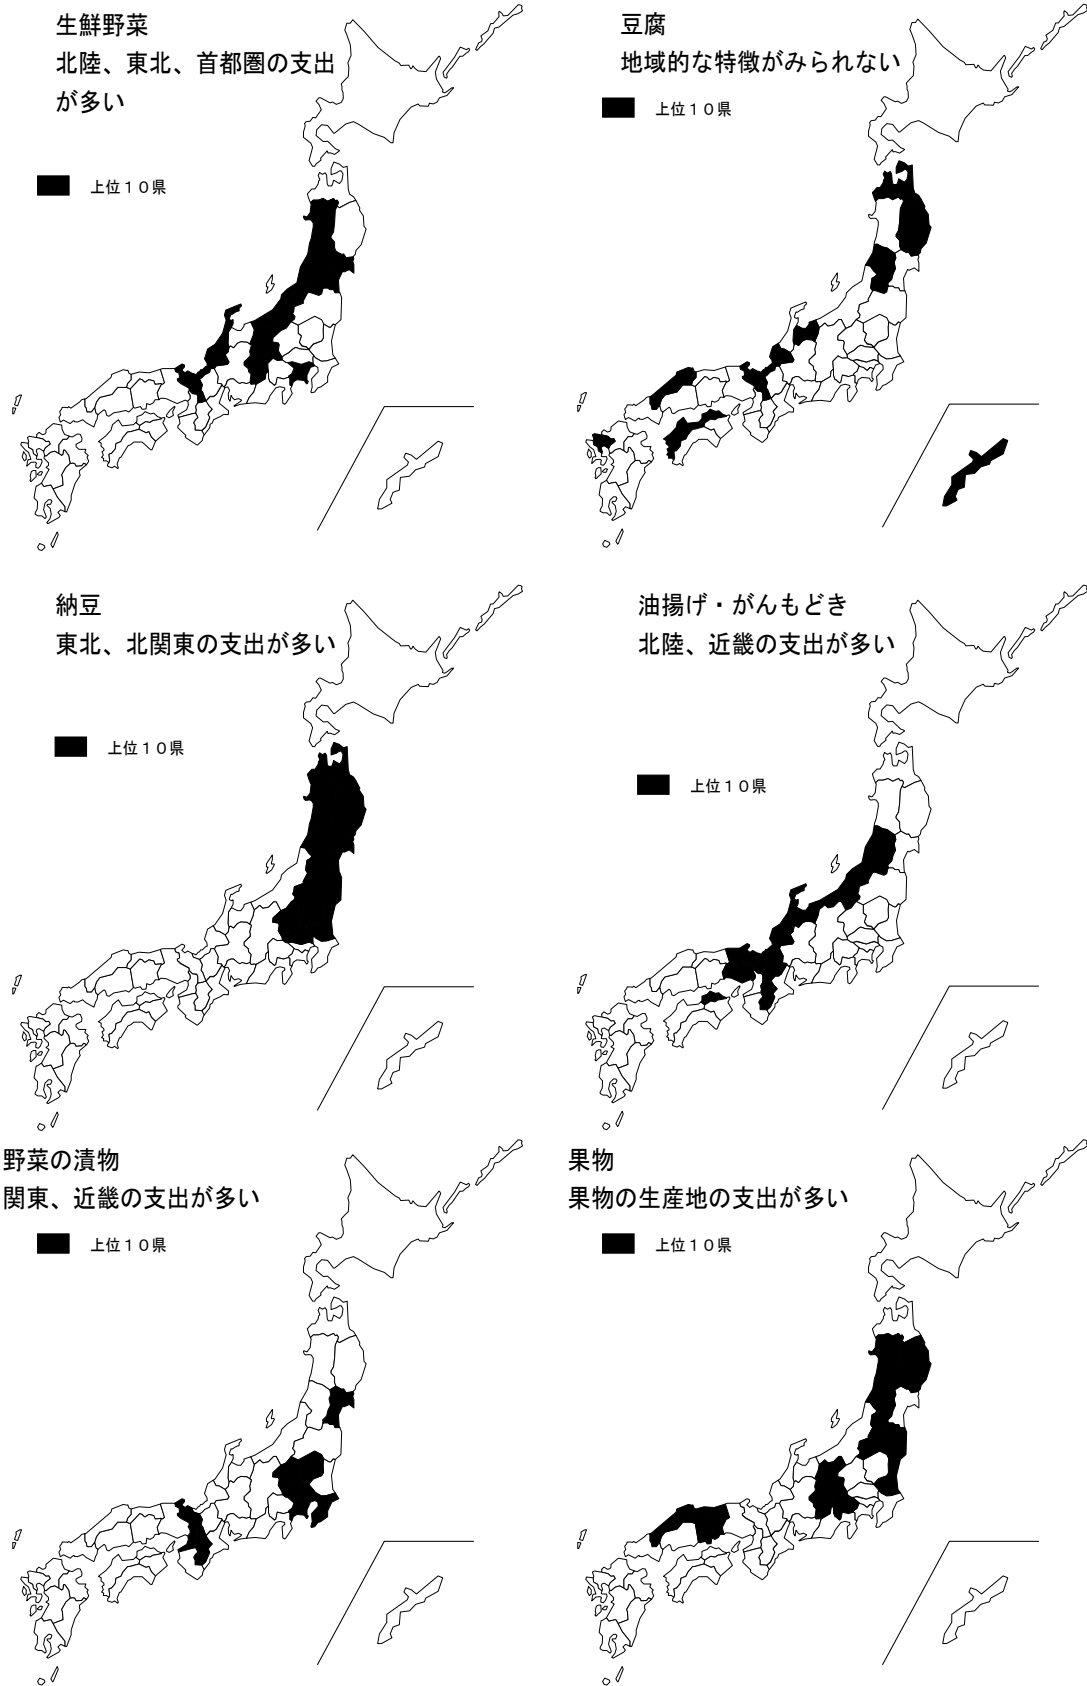 生鮮野菜
北陸、東北、首都圏の支出
が多い
上位１０県
豆腐
地域的な特徴がみられない
上位１０県
納豆
東北、北関東の支出が多い
上位１０県
油揚げ・がんもどき
北陸、近畿の支出が多い
上位１０県
野菜の漬物
関東、近畿の支出が多い
上位１０県
果物
果物の生産地の支出が多い
上位１０県